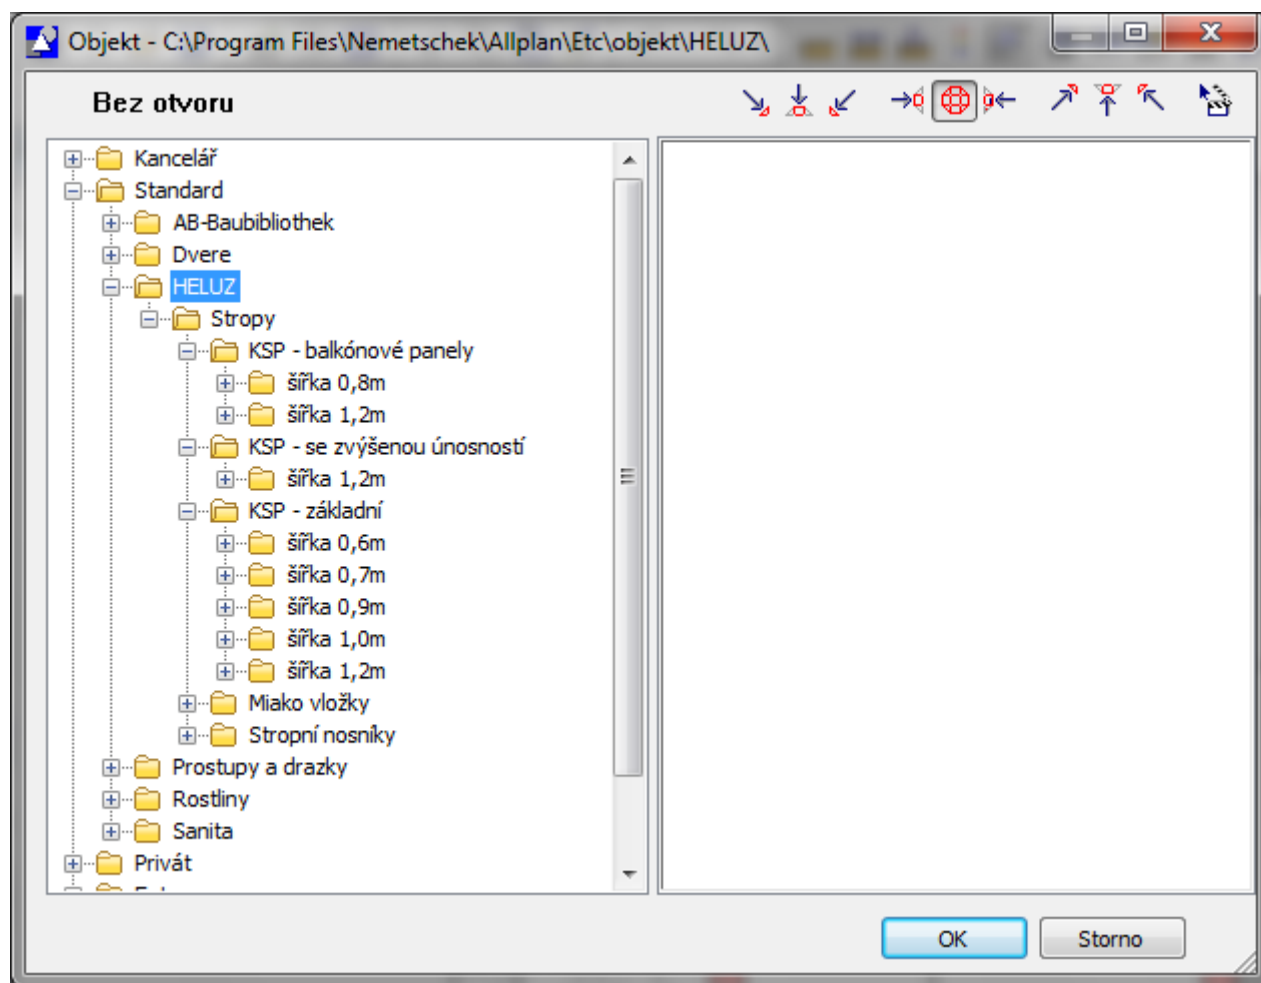 Objekt - C:\Program Files\Nemetschek\Allplan\Etc\objekt\HELUZ\
Bez otvoru
Kancelář
Standard
AB-Baubibliothek
Dvere
HELUZ
Stropy
KSP - balkónové panely
šířka 0,8m
šířka 1,2m
KSP - se zvýšenou únosností
šířka 1,2m
KSP - základní
šířka 0,6m
šířka 0,7m
šířka 0,9m
šířka 1,0m
šířka 1,2m
Miako vložky
Stropní nosníky
Prostupy a drazky
Rostliny
Sanita
Privát
OK
Storno